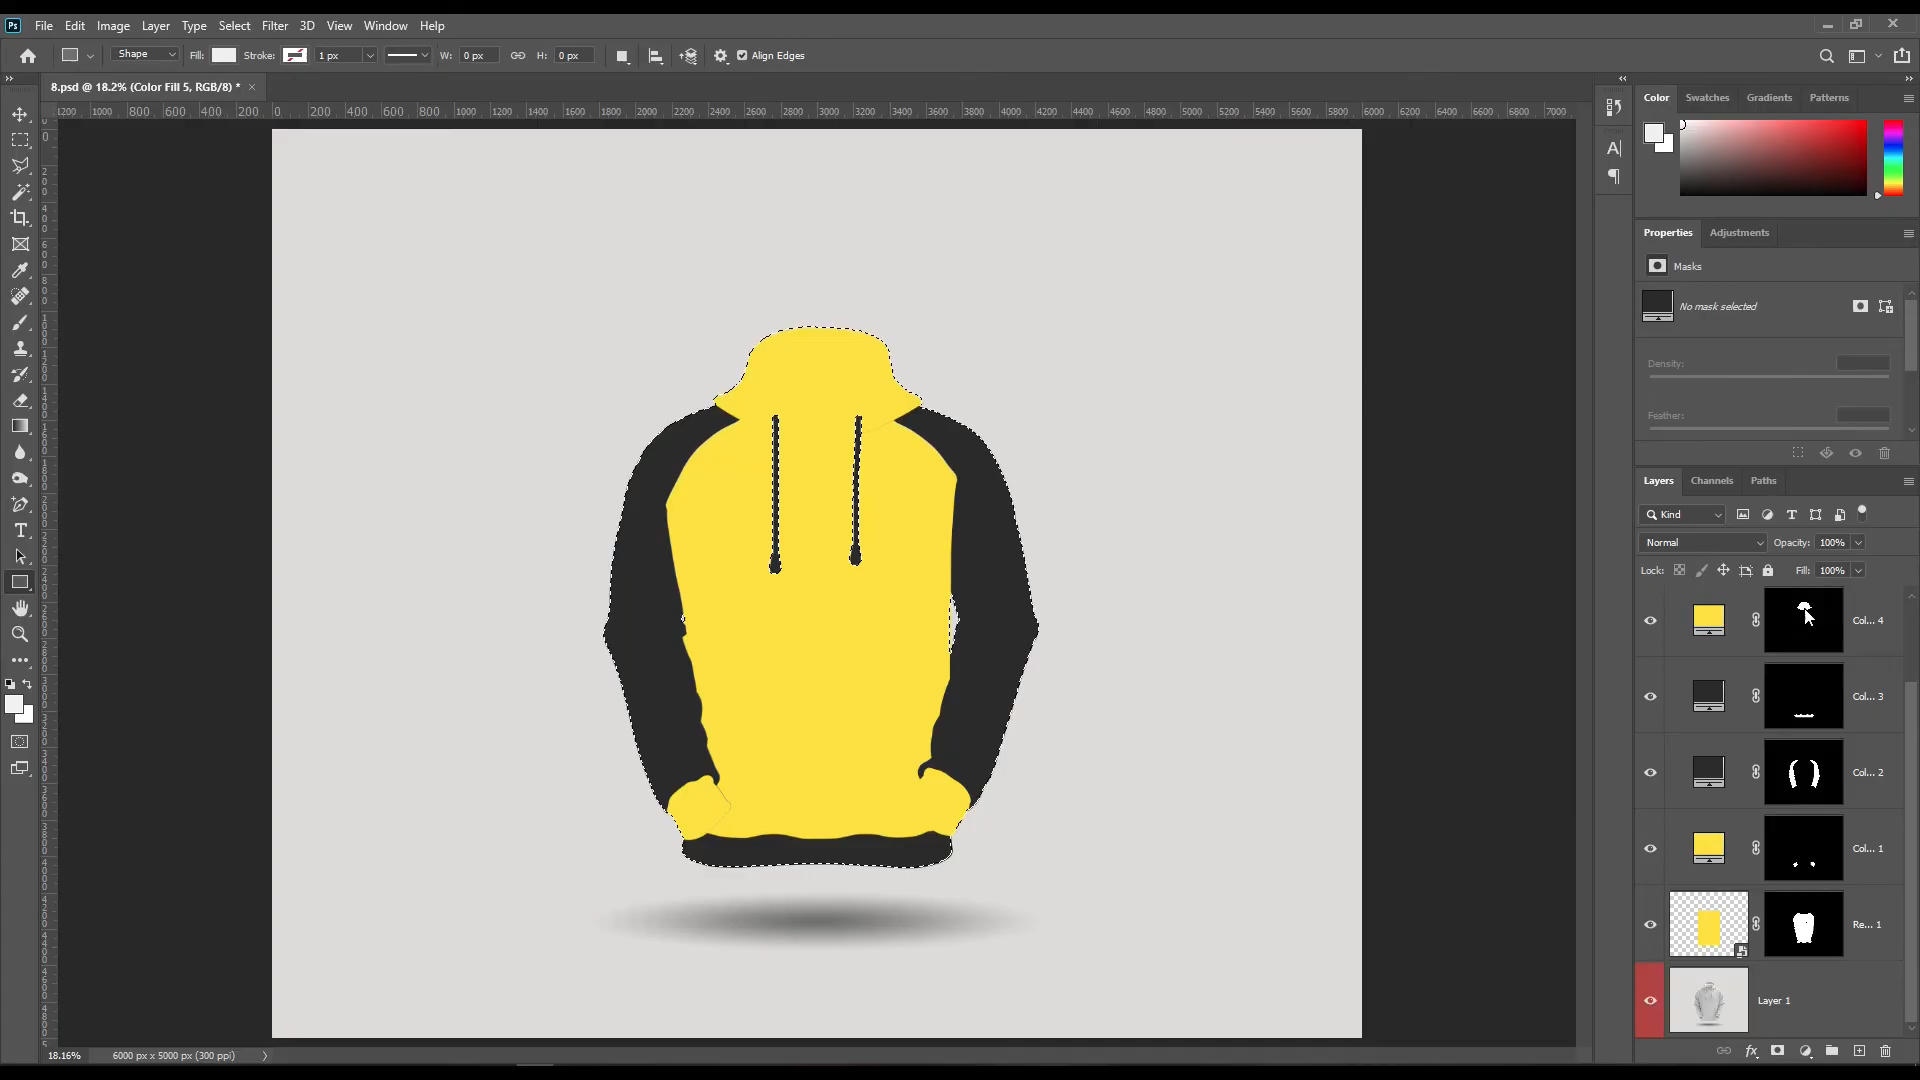 Ps File Edit Image Layer Type Select Filter 3D View Window Help
Shape Fill: Stroke: 1 px W: 0 px H: 0 px Align Edges
8.psd @ 18.2% (Color Fill 5, RGB/8) * ×
1200 1000 800 600 400 200 0 200 400 600 800 1000 1200 1400 1600 1800 2000 2200 2400 2600 2800 3000 3200 3400 3600 3800 4000 4200 4400 4600 4800 5000 5200 5400 5600 5800 6000 6200 6400 6600 6800 7000
Color Swatches Gradients Patterns
Properties Adjustments
Masks
No mask selected
Density:
Feather:
Layers Channels Paths
Kind
Normal Opacity: 100%
Lock: Fill: 100%
Col... 4
Col... 3
Col... 2
Col... 1
Re... 1
Layer 1
18.16% 6000 px x 5000 px (300 ppi)